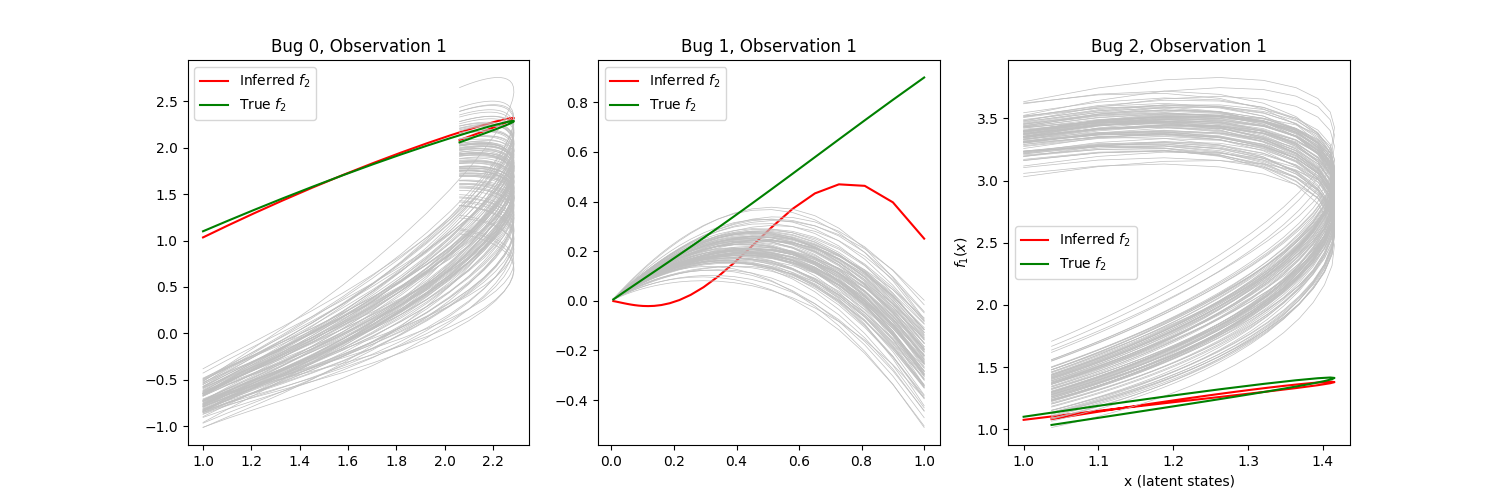 Bug 0, Observation 1
Inferred f₂
True f₂
2.5
2.0
1.5
1.0
0.5
0.0
−0.5
−1.0
1.0 1.2 1.4 1.6 1.8 2.0 2.2
Bug 1, Observation 1
Inferred f₂
True f₂
0.8
0.6
0.4
0.2
0.0
−0.2
−0.4
0.0 0.2 0.4 0.6 0.8 1.0
Bug 2, Observation 1
f₁(x)
3.5
3.0
2.5
2.0
1.5
1.0
Inferred f₂
True f₂
1.0 1.1 1.2 1.3 1.4
x (latent states)